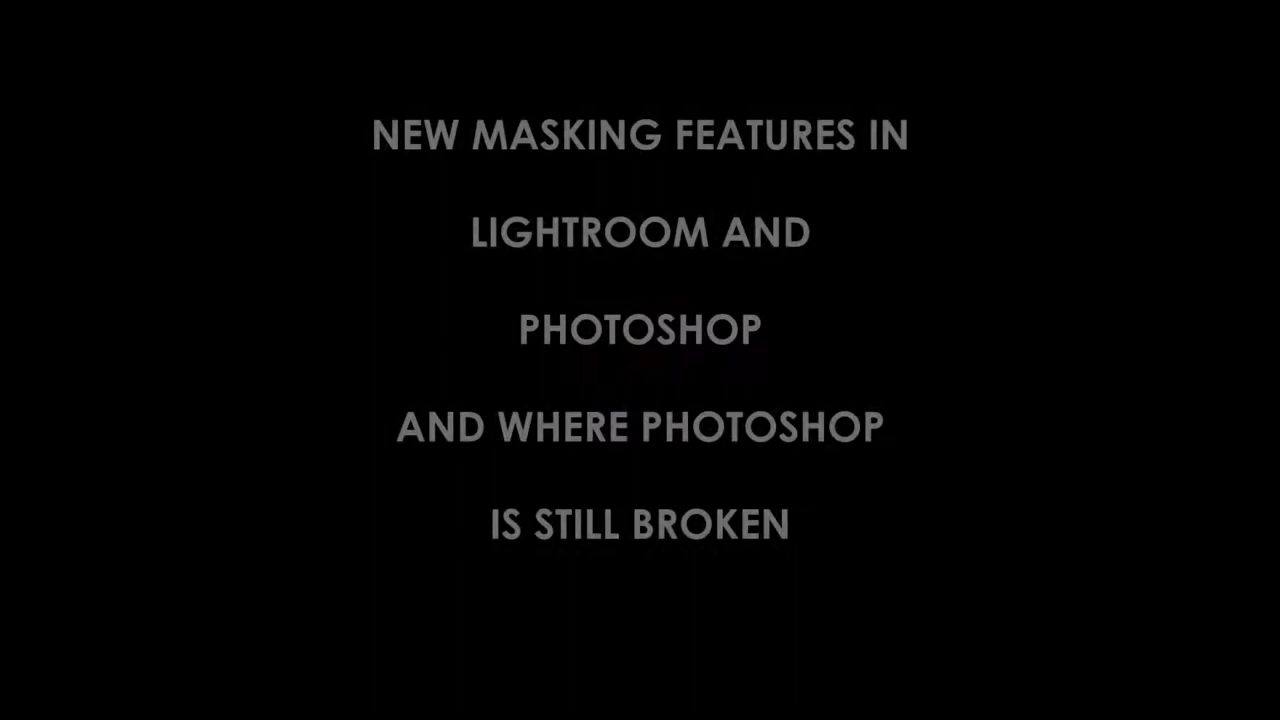 NEW MASKING FEATURES IN
LIGHTROOM AND
PHOTOSHOP
AND WHERE PHOTOSHOP
IS STILL BROKEN